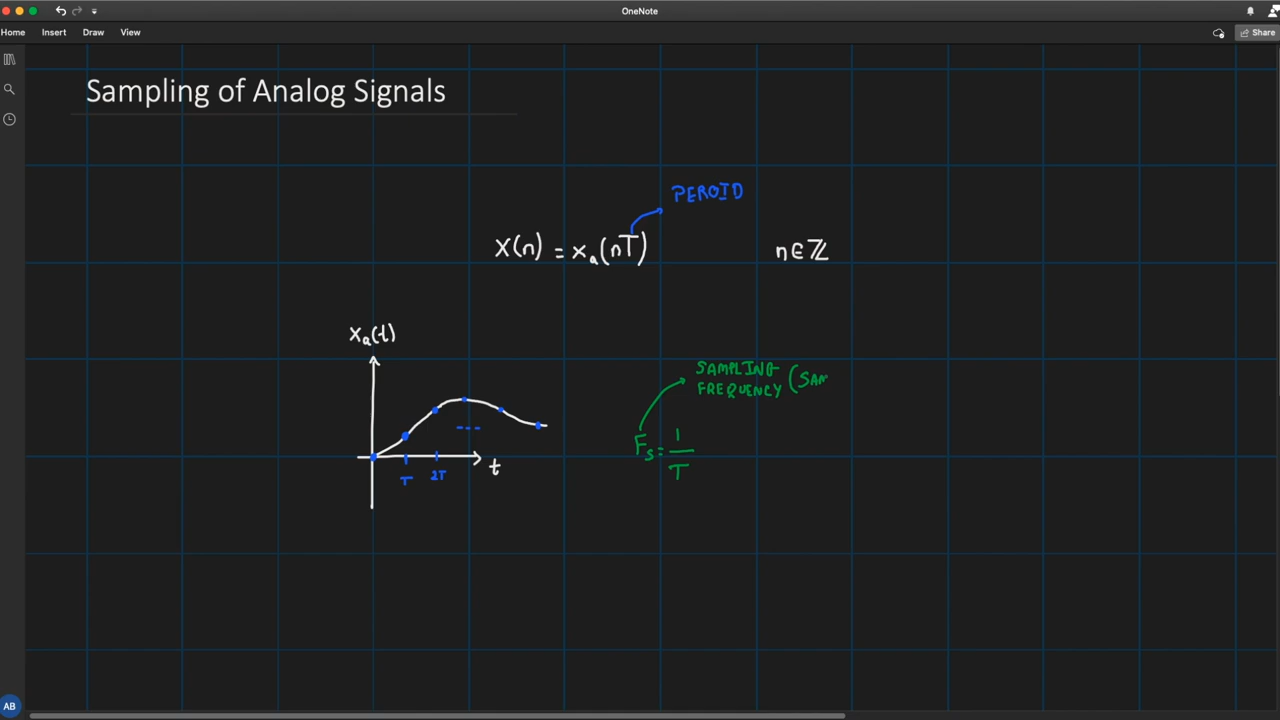 OneNote
Home Insert Draw View
Share
Sampling of Analog Signals
PEROID
X(n) = xₐ(nT) n∈ℤ
xₐ(t)
SAMPLING
FREQUENCY (SAM
Fs = 1/T
t
T 2T
AB